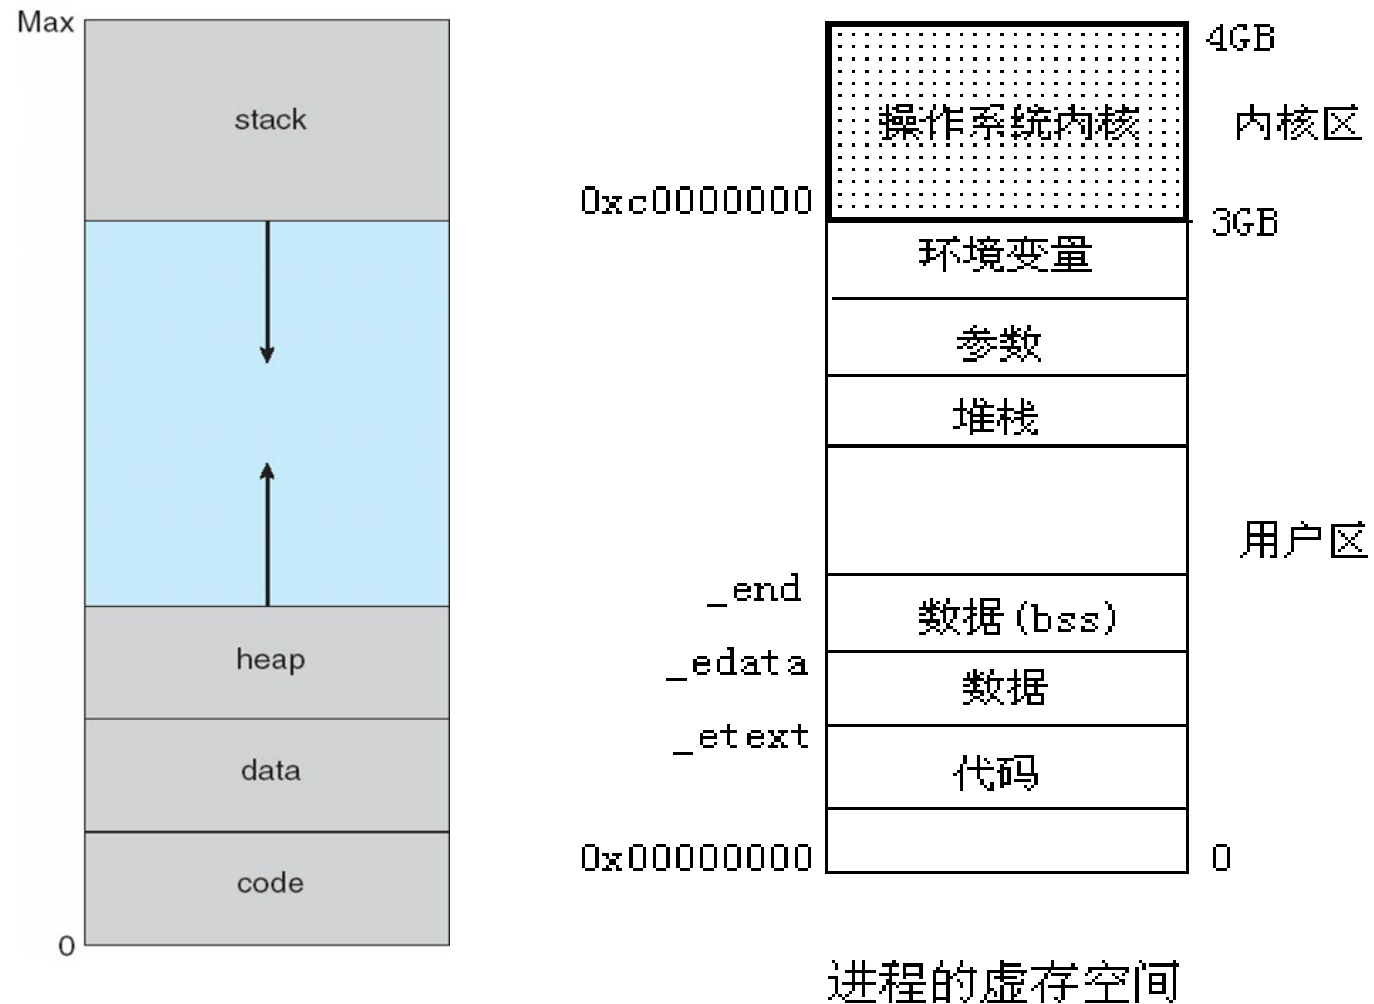 Max
stack
heap
data
code
0
4GB
操作系统内核
内核区
0xc0000000
3GB
环境变量
参数
堆栈
用户区
_end
数据(bss)
_edata
数据
_etext
代码
0x00000000
0
进程的虚存空间